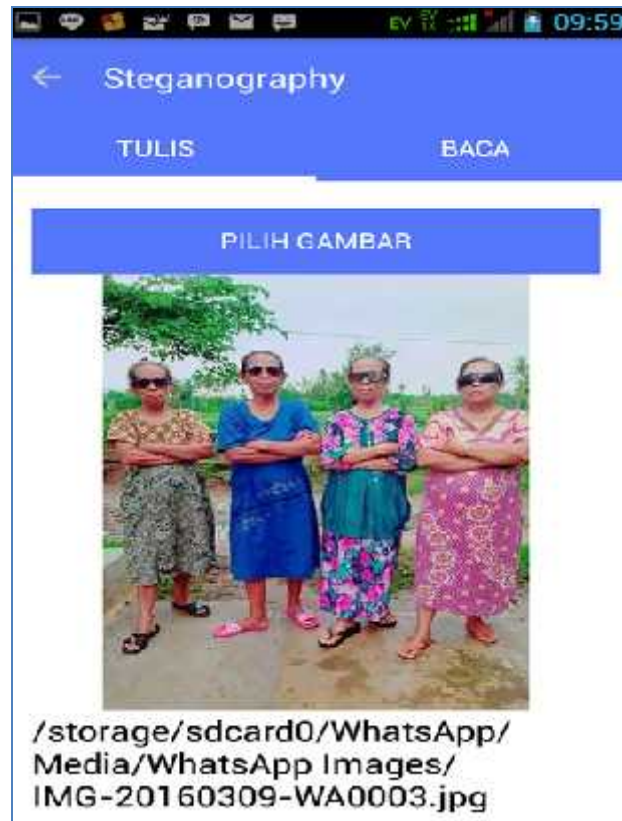 09:59
Steganography
TULIS
BACA
PILIH GAMBAR
/storage/sdcard0/WhatsApp/
Media/WhatsApp Images/
IMG-20160309-WA0003.jpg